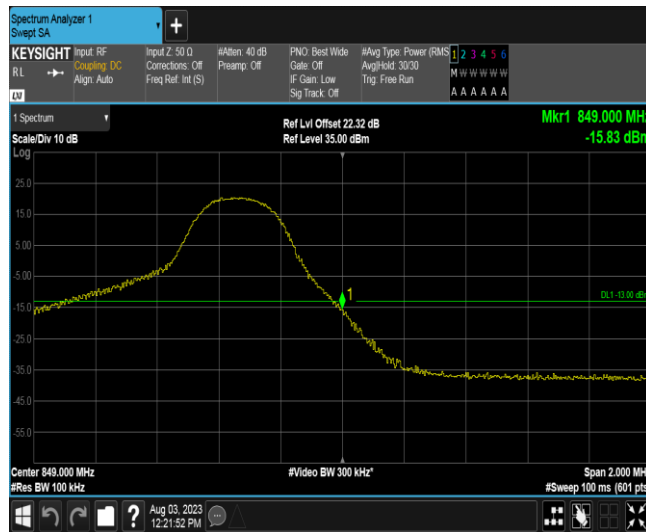 Spectrum Analyzer 1
Swept SA
KEYSIGHT
RL
LXI
Input: RF
Coupling: DC
Align: Auto
Input Z: 50 Ω
Corrections: Off
Freq Ref: Int (S)
#Atten: 40 dB
Preamp: Off
PNO: Best Wide
Gate: Off
IF Gain: Low
Sig Track: Off
#Avg Type: Power (RMS
Avg|Hold: 30/30
Trig: Free Run
1 2 3 4 5 6
M W W W W W
A A A A A A
1 Spectrum
Scale/Div 10 dB
Ref Lvl Offset 22.32 dB
Ref Level 35.00 dBm
Mkr1 849.000 MHz
-15.83 dBm
Log
25.0
15.0
5.00
-5.00
-15.0
-25.0
-35.0
-45.0
-55.0
1
DL1 -13.00 dBm
Center 849.000 MHz
#Res BW 100 kHz
#Video BW 300 kHz*
Span 2.000 MHz
#Sweep 100 ms (601 pts)
?
Aug 03, 2023
12:21:52 PM